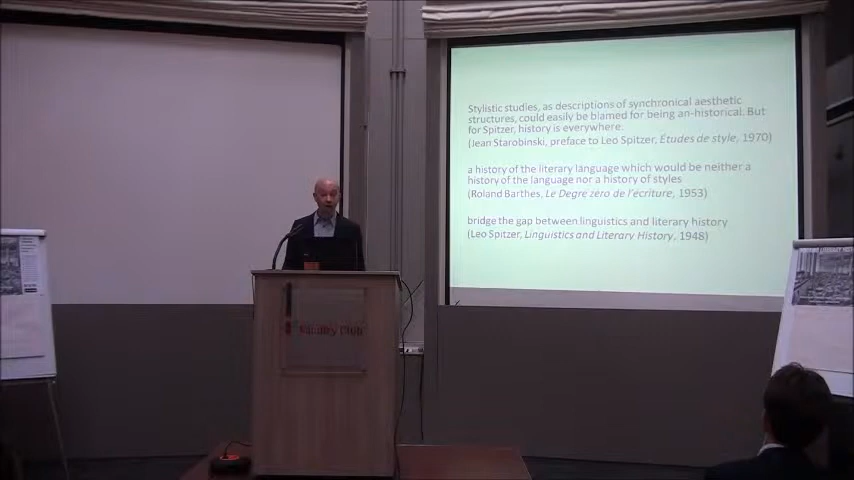 Stylistic studies, as descriptions of synchronical aesthetic
structures, could easily be blamed for being an-historical. But
for Spitzer, history is everywhere.
(Jean Starobinski, preface to Leo Spitzer, Études de style, 1970)
a history of the literary language which would be neither a
history of the language nor a history of styles
(Roland Barthes, Le Degré zéro de l'écriture, 1953)
bridge the gap between linguistics and literary history
(Leo Spitzer, Linguistics and Literary History, 1948)
Faculty Club